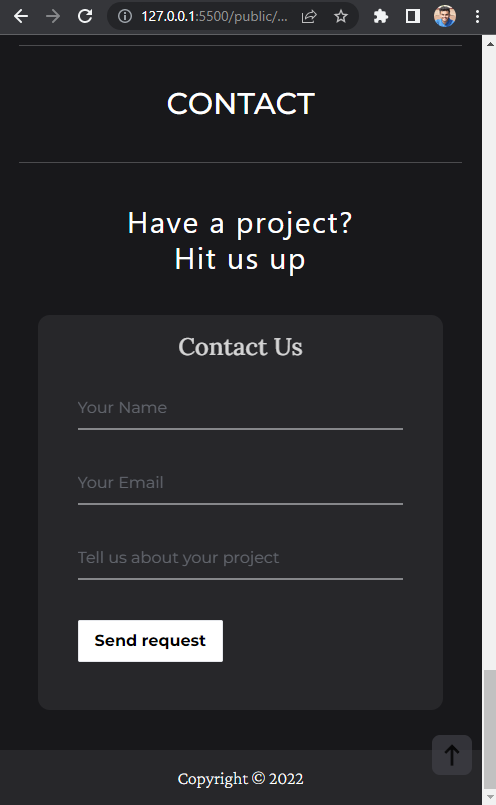 127.0.0.1:5500/public/...
CONTACT
Have a project?
Hit us up
Contact Us
Your Name
Your Email
Tell us about your project
Send request
Copyright © 2022